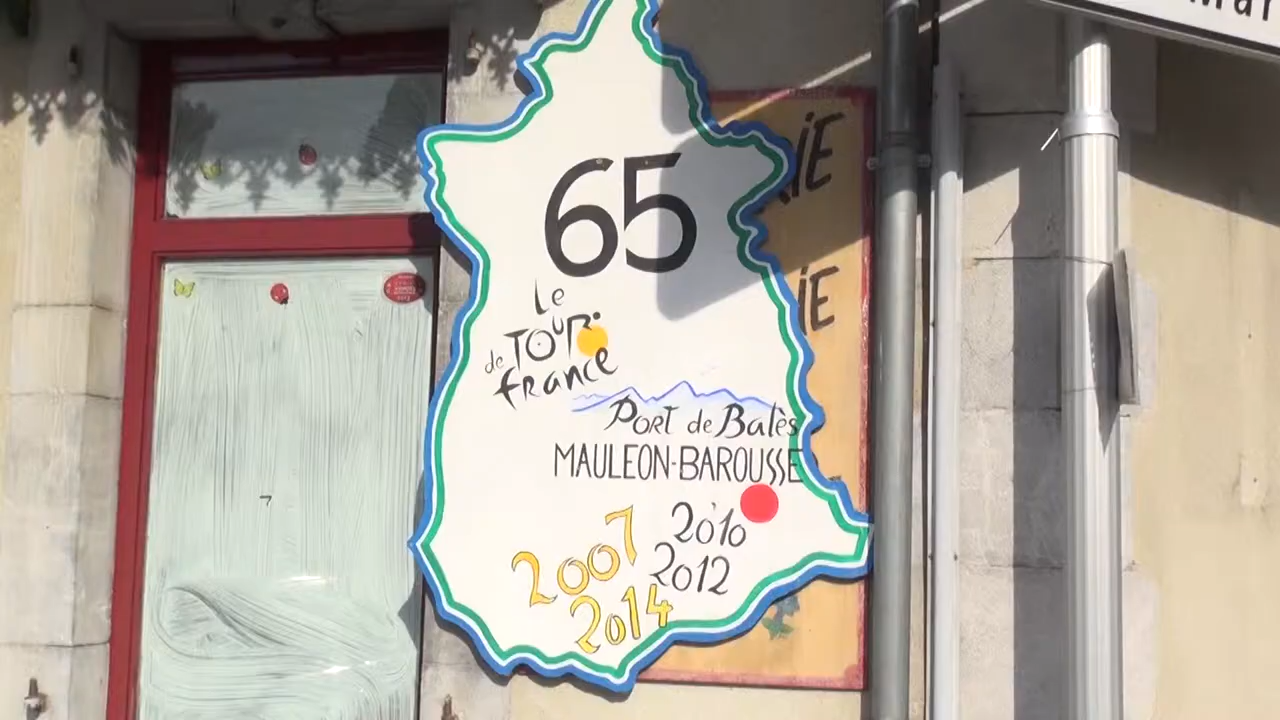 65
Le
de TOUR
france
PORT de Balès
MAULEON-BAROUSSE
2007
2010
2012
2014